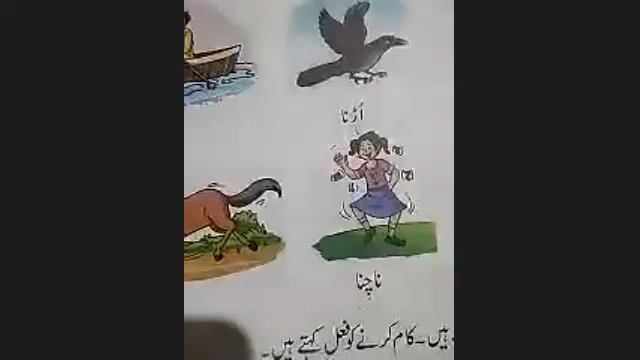 اُڑنا
ناچنا
ہیں۔ کام کرنے کو فعل کہتے ہیں۔